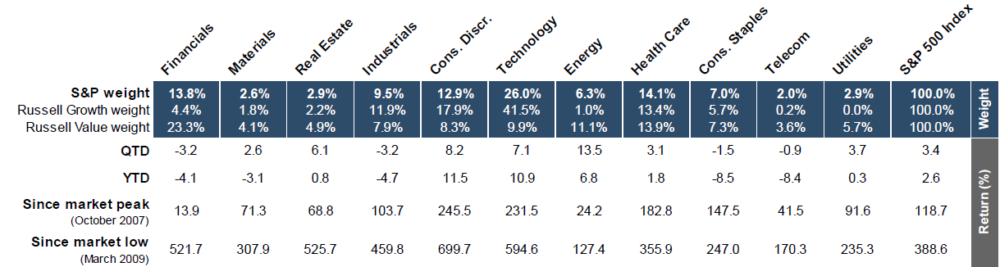 Financials Materials Real Estate Industrials Cons. Discr. Technology Energy Health Care Cons. Staples Telecom Utilities S&P 500 Index
S&P weight 13.8% 2.6% 2.9% 9.5% 12.9% 26.0% 6.3% 14.1% 7.0% 2.0% 2.9% 100.0%
Russell Growth weight 4.4% 1.8% 2.2% 11.9% 17.9% 41.5% 1.0% 13.4% 5.7% 0.2% 0.0% 100.0%
Russell Value weight 23.3% 4.1% 4.9% 7.9% 8.3% 9.9% 11.1% 13.9% 7.3% 3.6% 5.7% 100.0%
Weight
QTD -3.2 2.6 6.1 -3.2 8.2 7.1 13.5 3.1 -1.5 -0.9 3.7 3.4
YTD -4.1 -3.1 0.8 -4.7 11.5 10.9 6.8 1.8 -8.5 -8.4 0.3 2.6
Since market peak
(October 2007) 13.9 71.3 68.8 103.7 245.5 231.5 24.2 182.8 147.5 41.5 91.6 118.7
Since market low
(March 2009) 521.7 307.9 525.7 459.8 699.7 594.6 127.4 355.9 247.0 170.3 235.3 388.6
Return (%)